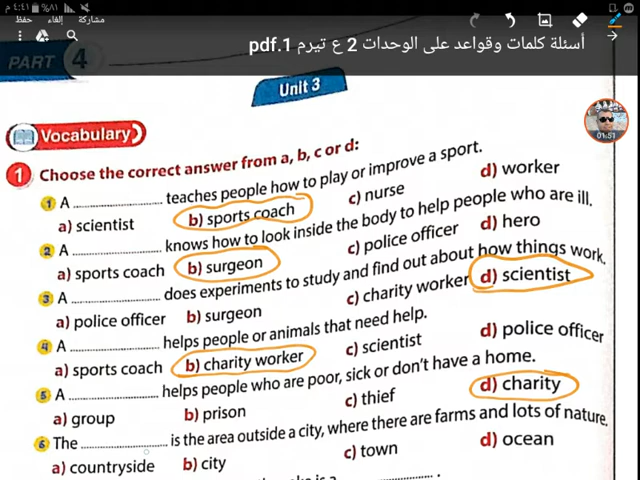 م ٤:٤١ %٨١
حفظ إلغاء مشاركة
أسئلة كلمات وقواعد على الوحدات 2 ع تيرم 1.pdf
PART 4
Unit 3
Vocabulary
01:51
1 Choose the correct answer from a, b, c or d:
1 A .................... teaches people how to play or improve a sport.
a) scientist b) sports coach c) nurse d) worker
2 A .................... knows how to look inside the body to help people who are ill.
a) sports coach b) surgeon c) police officer d) hero
3 A .................... does experiments to study and find out about how things work.
a) police officer b) surgeon c) charity worker d) scientist
4 A .................... helps people or animals that need help.
a) sports coach b) charity worker c) scientist d) police officer
5 A .................... helps people who are poor, sick or don't have a home.
a) group b) prison c) thief d) charity
6 The .................... is the area outside a city, where there are farms and lots of nature.
a) countryside b) city c) town d) ocean